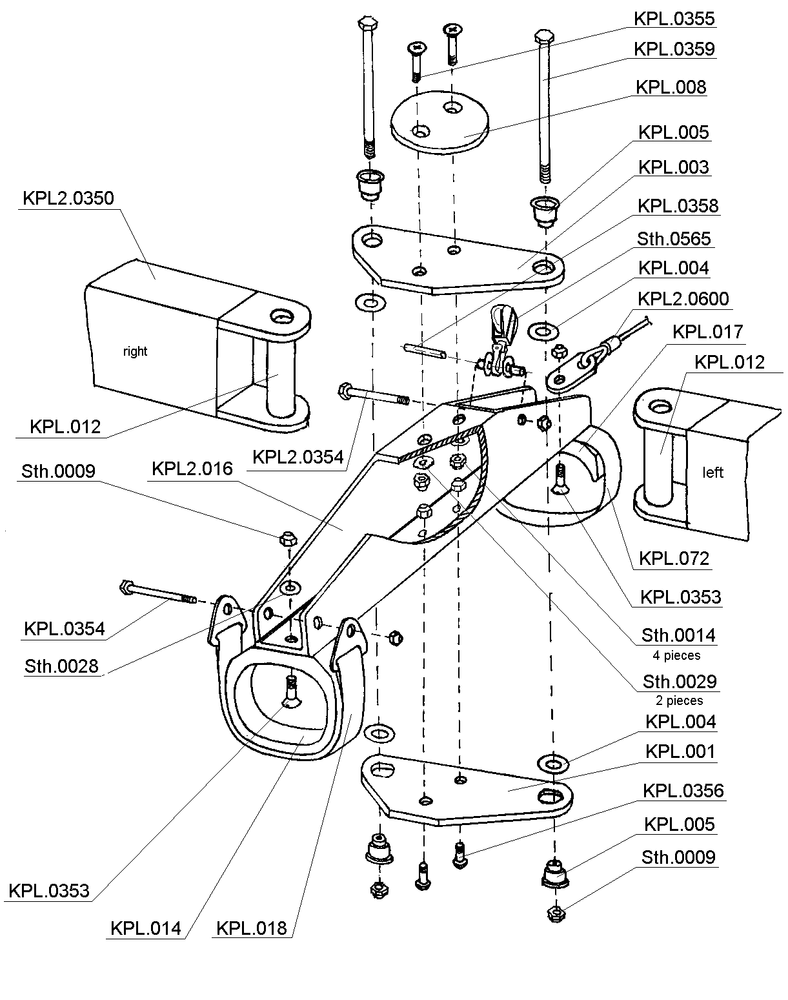 KPL.0355
KPL.0359
KPL.008
KPL.005
KPL.003
KPL2.0350
KPL.0358
Sth.0565
KPL.004
KPL2.0600
KPL.017
right
KPL.012
KPL.012
KPL2.0354
Sth.0009
KPL2.016
left
KPL.072
KPL.0353
KPL.0354
Sth.0014
4 pieces
Sth.0028
Sth.0029
2 pieces
KPL.004
KPL.001
KPL.0356
KPL.005
Sth.0009
KPL.0353
KPL.014
KPL.018